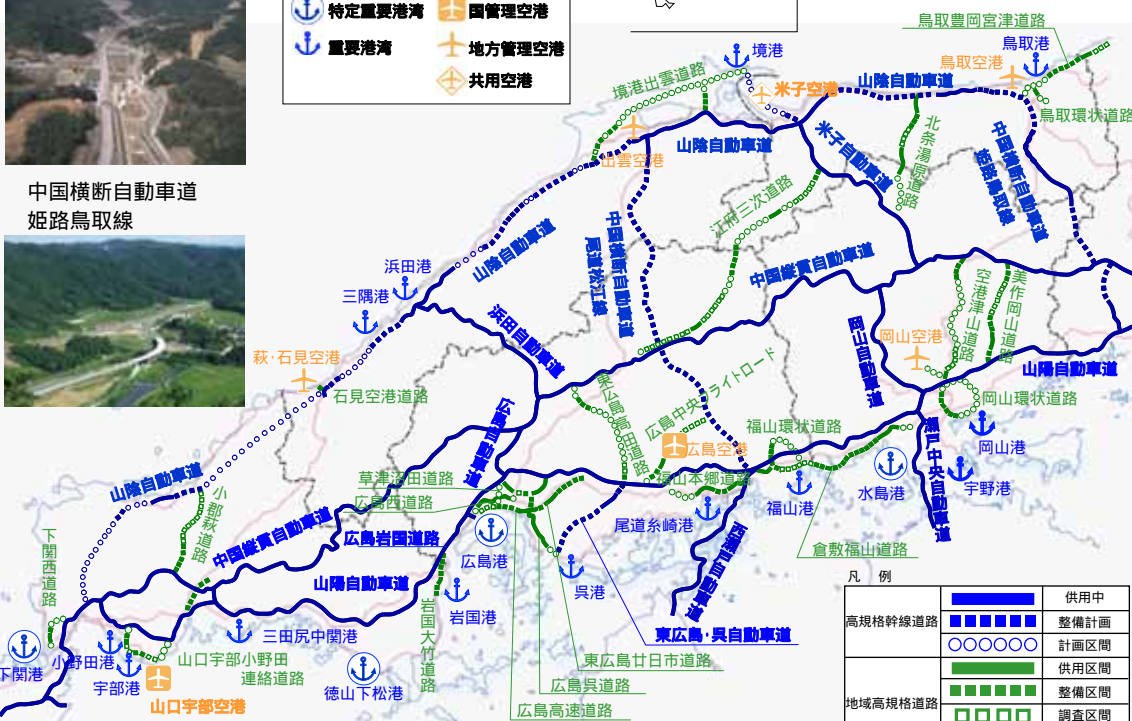 特定重要港湾
国管理空港
重要港湾
地方管理空港
共用空港
中国横断自動車道
姫路鳥取線
鳥取豊岡宮津道路
境港
鳥取港
鳥取空港
境港出雲道路
米子空港
山陰自動車道
鳥取環状道路
山陰自動車道
米子自動車道
北条湯原道路
中国横断自動車道
姫路鳥取線
出雲空港
江府三次道路
中国横断自動車道
尾道松江線
山陰自動車道
中国縦貫自動車道
浜田港
三隅港
浜田自動車道
空港津山道路
美作岡山道路
岡山自動車道
岡山空港
山陽自動車道
萩・石見空港
石見空港道路
東広島高田道路
広島中央フライトロード
岡山環状道路
広島自動車道
広島空港
福山環状道路
岡山港
瀬戸中央自動車道
宇野港
水島港
草津沼田道路
福山本郷道路
福山港
広島西道路
尾道糸崎港
山陰自動車道
小郡萩道路
中国縦貫自動車道
広島岩国道路
広島港
西瀬戸自動車道
倉敷福山道路
下関西道路
山陽自動車道
呉港
岩国港
岩国大竹道路
東広島・呉自動車道
三田尻中関港
小野田港
宇部港
下関港
山口宇部小野田
連絡道路
徳山下松港
山口宇部空港
東広島廿日市道路
広島呉道路
広島高速道路
凡 例
高規格幹線道路
供用中
整備計画
計画区間
地域高規格道路
供用区間
整備区間
調査区間